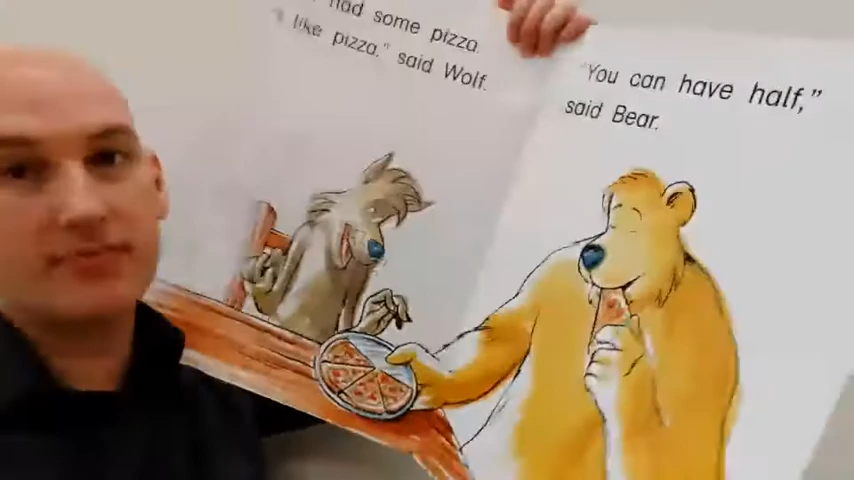 had some pizza.
"I like pizza," said Wolf.
"You can have half,"
said Bear.